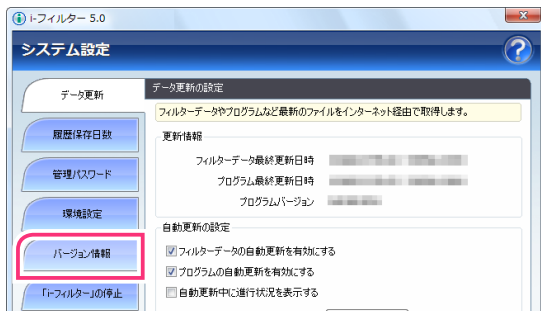 i-フィルター 5.0
システム設定
?
データ更新
履歴保存日数
管理パスワード
環境設定
バージョン情報
「i-フィルター」の停止
データ更新の設定
フィルターデータやプログラムなど最新のファイルをインターネット経由で取得します。
更新情報
フィルターデータ最終更新日時
プログラム最終更新日時
プログラムバージョン
自動更新の設定
フィルターデータの自動更新を有効にする
プログラムの自動更新を有効にする
自動更新中に進行状況を表示する